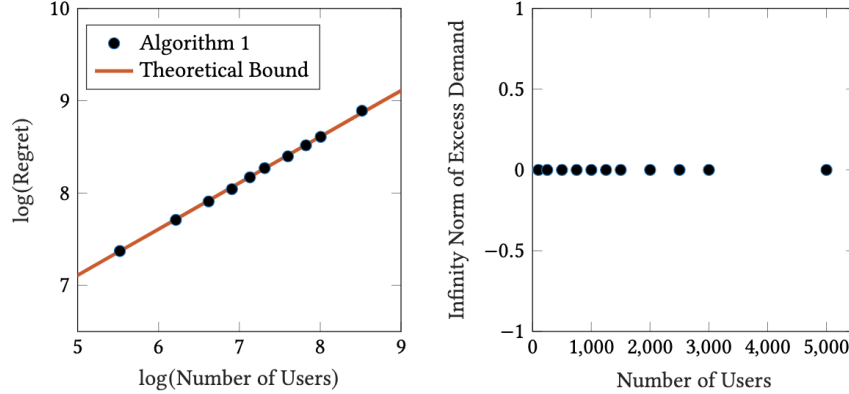 10
9
8
7
log(Regret)
Algorithm 1
Theoretical Bound
5 6 7 8 9
log(Number of Users)
1
0.5
0
−0.5
−1
Infinity Norm of Excess Demand
0 1,000 2,000 3,000 4,000 5,000
Number of Users